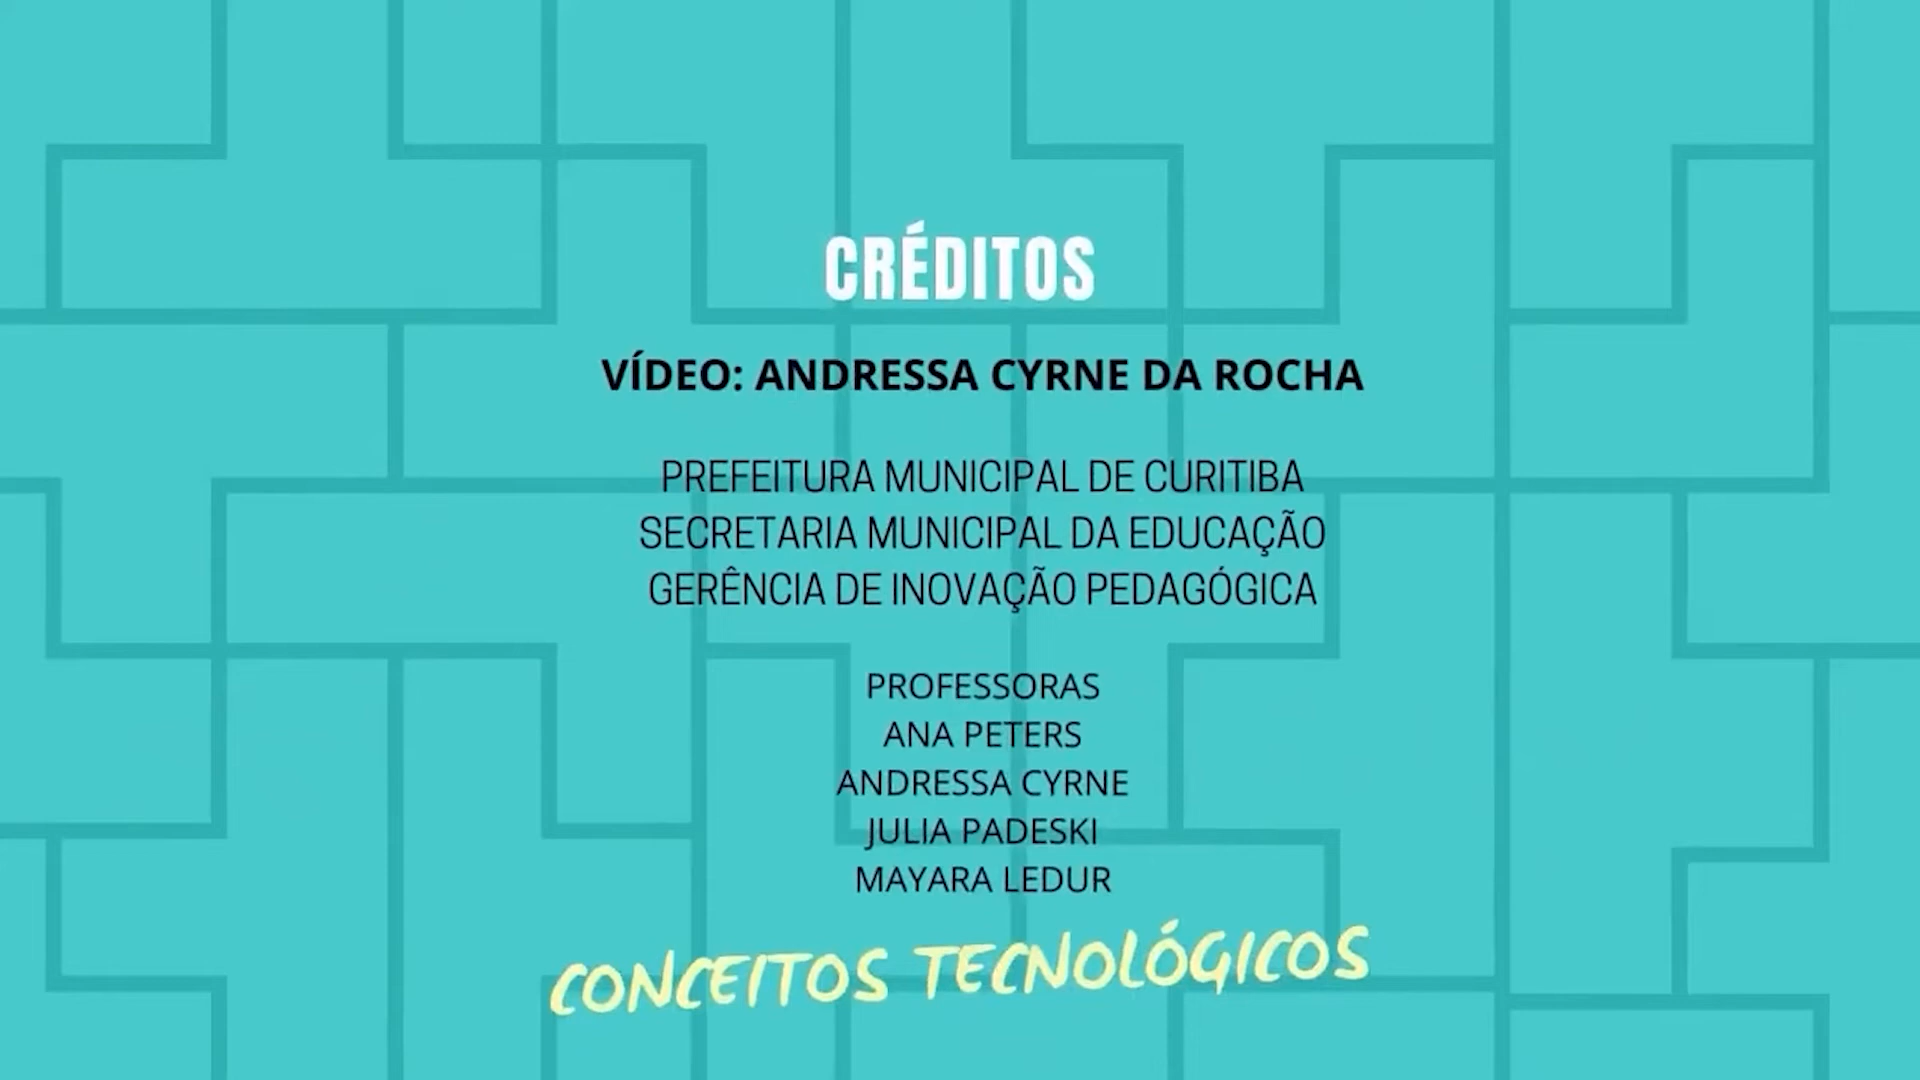 CRÉDITOS
VÍDEO: ANDRESSA CYRNE DA ROCHA
PREFEITURA MUNICIPAL DE CURITIBA
SECRETARIA MUNICIPAL DA EDUCAÇÃO
GERÊNCIA DE INOVAÇÃO PEDAGÓGICA
PROFESSORAS
ANA PETERS
ANDRESSA CYRNE
JULIA PADESKI
MAYARA LEDUR
CONCEITOS TECNOLÓGICOS